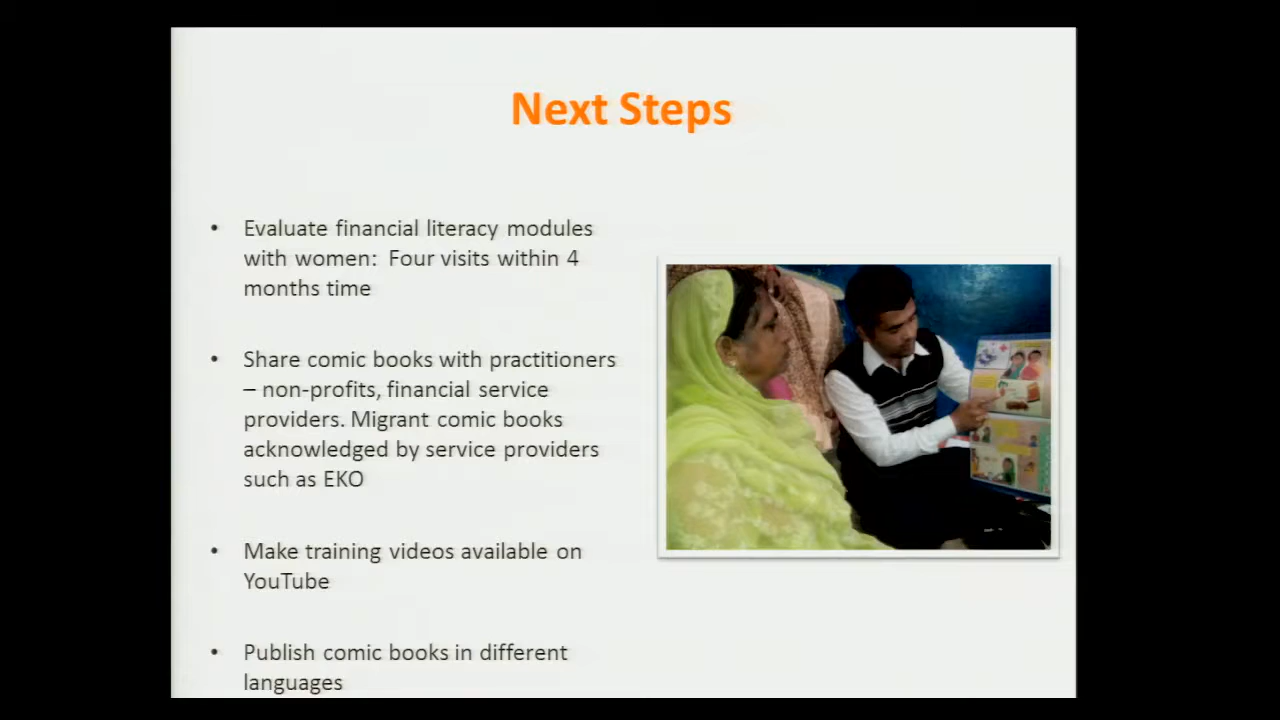 Next Steps
• Evaluate financial literacy modules
with women: Four visits within 4
months time
• Share comic books with practitioners
– non-profits, financial service
providers. Migrant comic books
acknowledged by service providers
such as EKO
• Make training videos available on
YouTube
• Publish comic books in different
languages